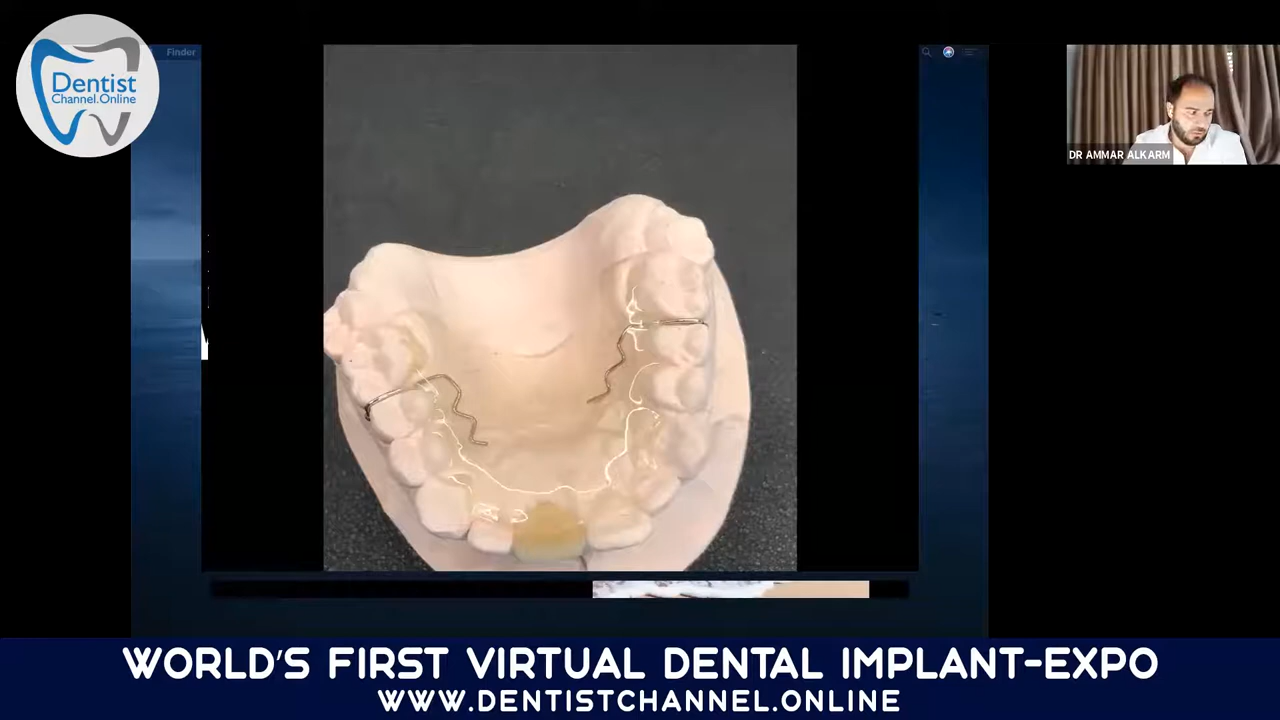 Dentist
Channel.Online
Finder
DR AMMAR ALKARM
WORLD'S FIRST VIRTUAL DENTAL IMPLANT-EXPO
WWW.DENTISTCHANNEL.ONLINE